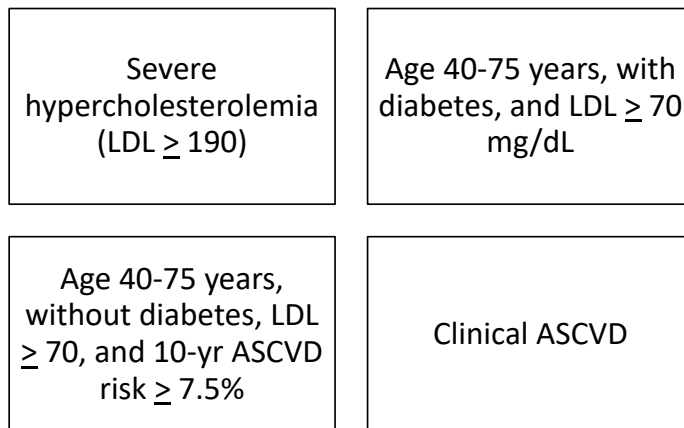 Severe
hypercholesterolemia
(LDL ≥ 190)
Age 40-75 years, with
diabetes, and LDL ≥ 70
mg/dL
Age 40-75 years,
without diabetes, LDL
≥ 70, and 10-yr ASCVD
risk ≥ 7.5%
Clinical ASCVD